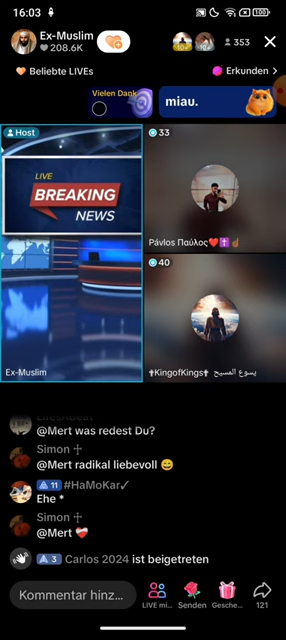 16:03
100
Ex-Muslim
208.6K
10+
353
Beliebte LIVEs
Erkunden >
Vielen Dank
miau.
Host
33
LIVE
BREAKING
NEWS
Pávlos Παύλος❤️✝️☝🏾
40
Ex-Muslim
✝KingofKings✝ يسوع المسيح
@Mert was redest Du?
Simon ☩
@Mert radikal liebevoll 😄
11 #HaMoKar✓
Ehe *
Simon ☩
@Mert ❤️‍🩹
3 Carlos 2024 ist beigetreten
Kommentar hinz...
LIVE mi...
Senden
Gesche...
121